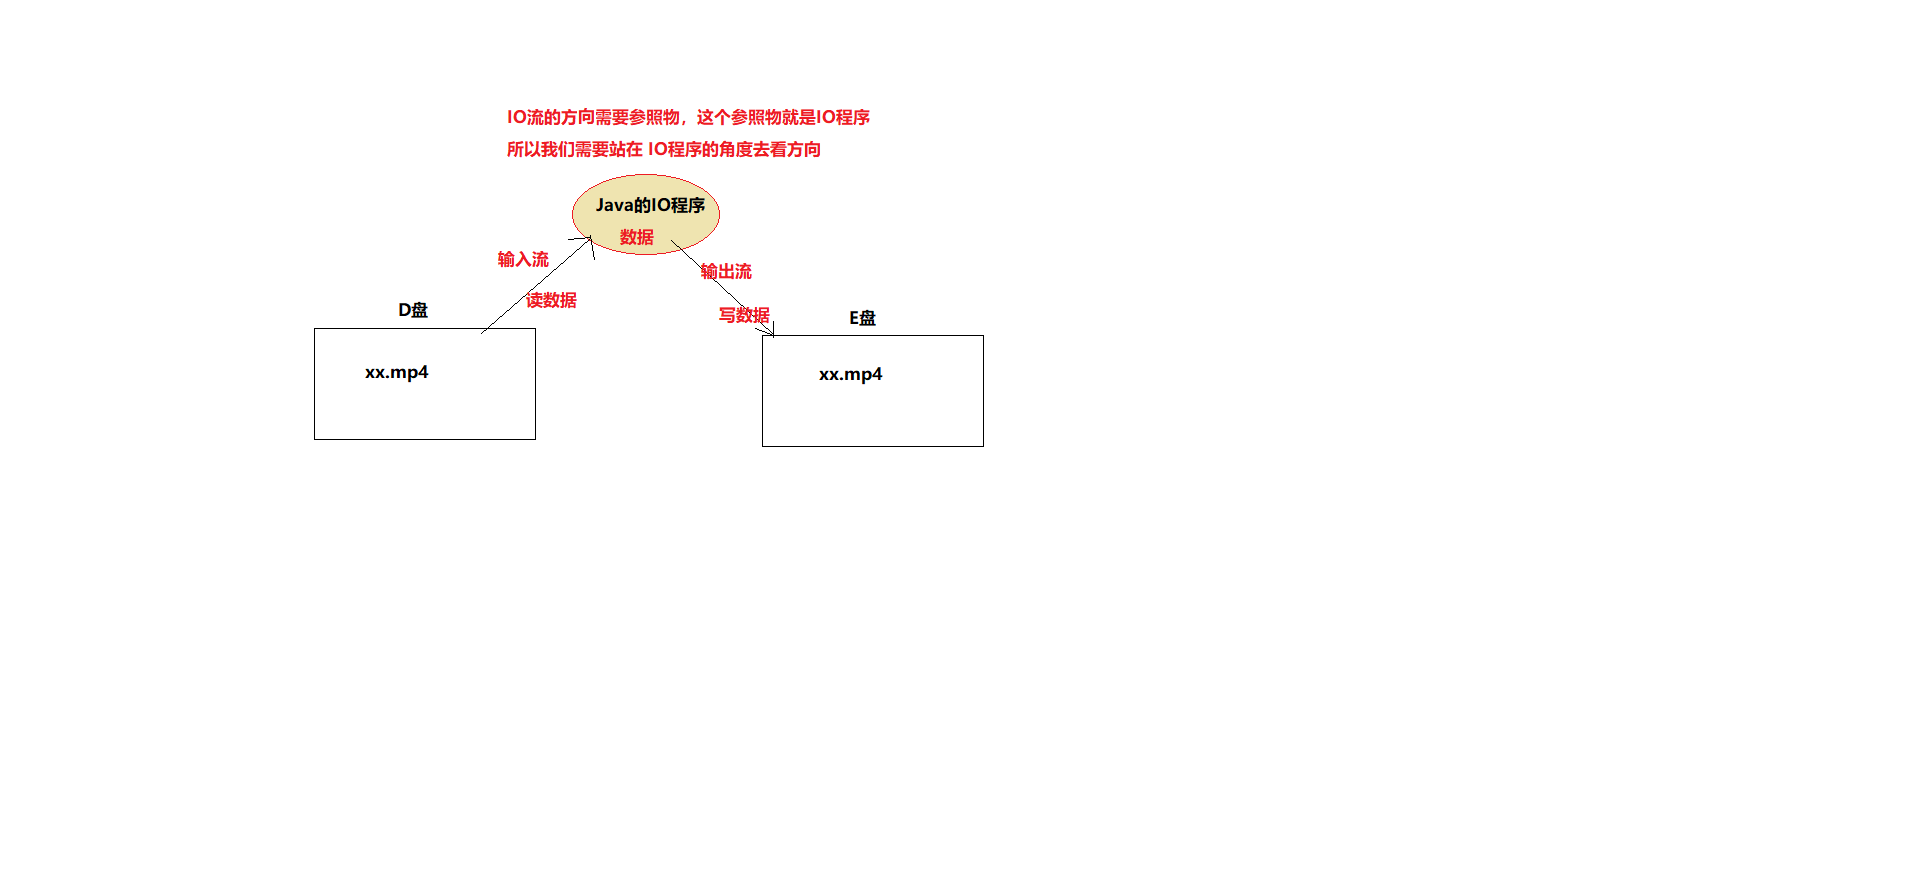 IO流的方向需要参照物，这个参照物就是IO程序
所以我们需要站在 IO程序的角度去看方向
Java的IO程序
数据
输入流
读数据
输出流
写数据
D盘
xx.mp4
E盘
xx.mp4